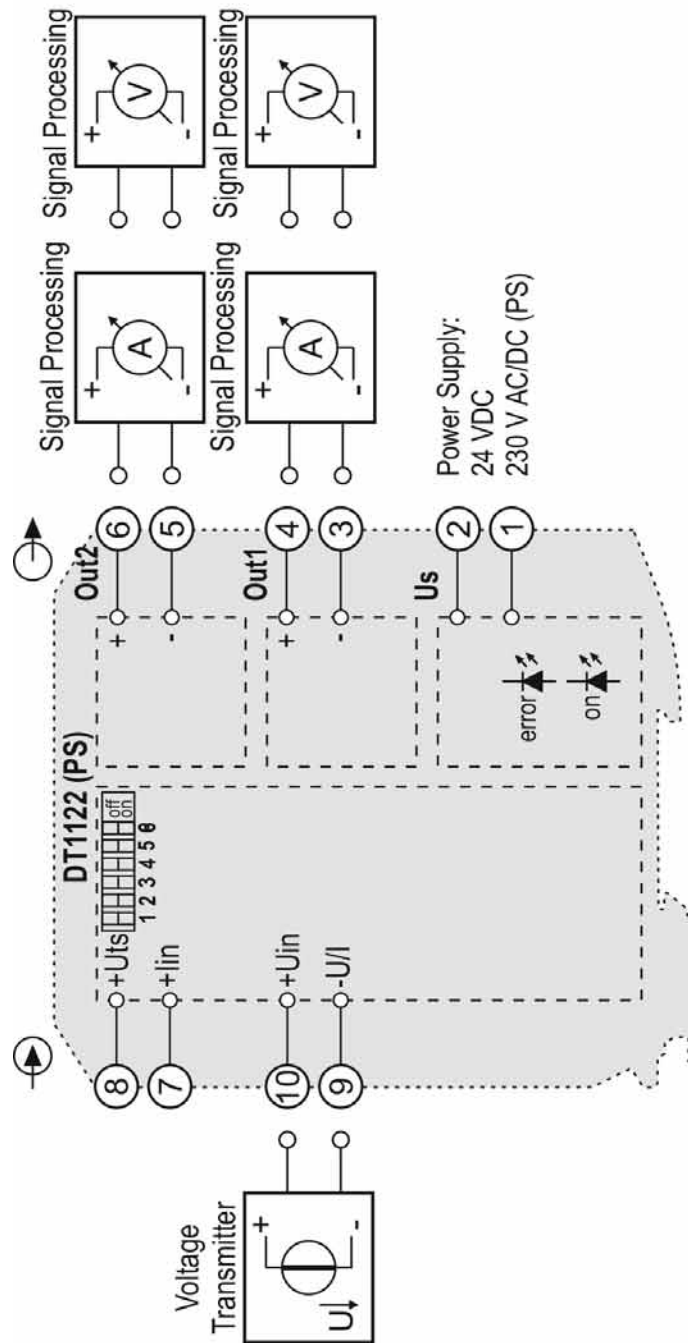 DT1122 (PS)
8
+Uts
7
+Iin
10
+Uin
9
-U/I
1 2 3 4 5 6
off
on
Out2
+
-
6
5
Out1
+
-
4
3
Us
2
1
error
on
Voltage
Transmitter
+
-
U
Signal Processing
+
A
-
Signal Processing
+
V
-
Signal Processing
+
A
-
Signal Processing
+
V
-
Power Supply:
24 VDC
230 V AC/DC (PS)